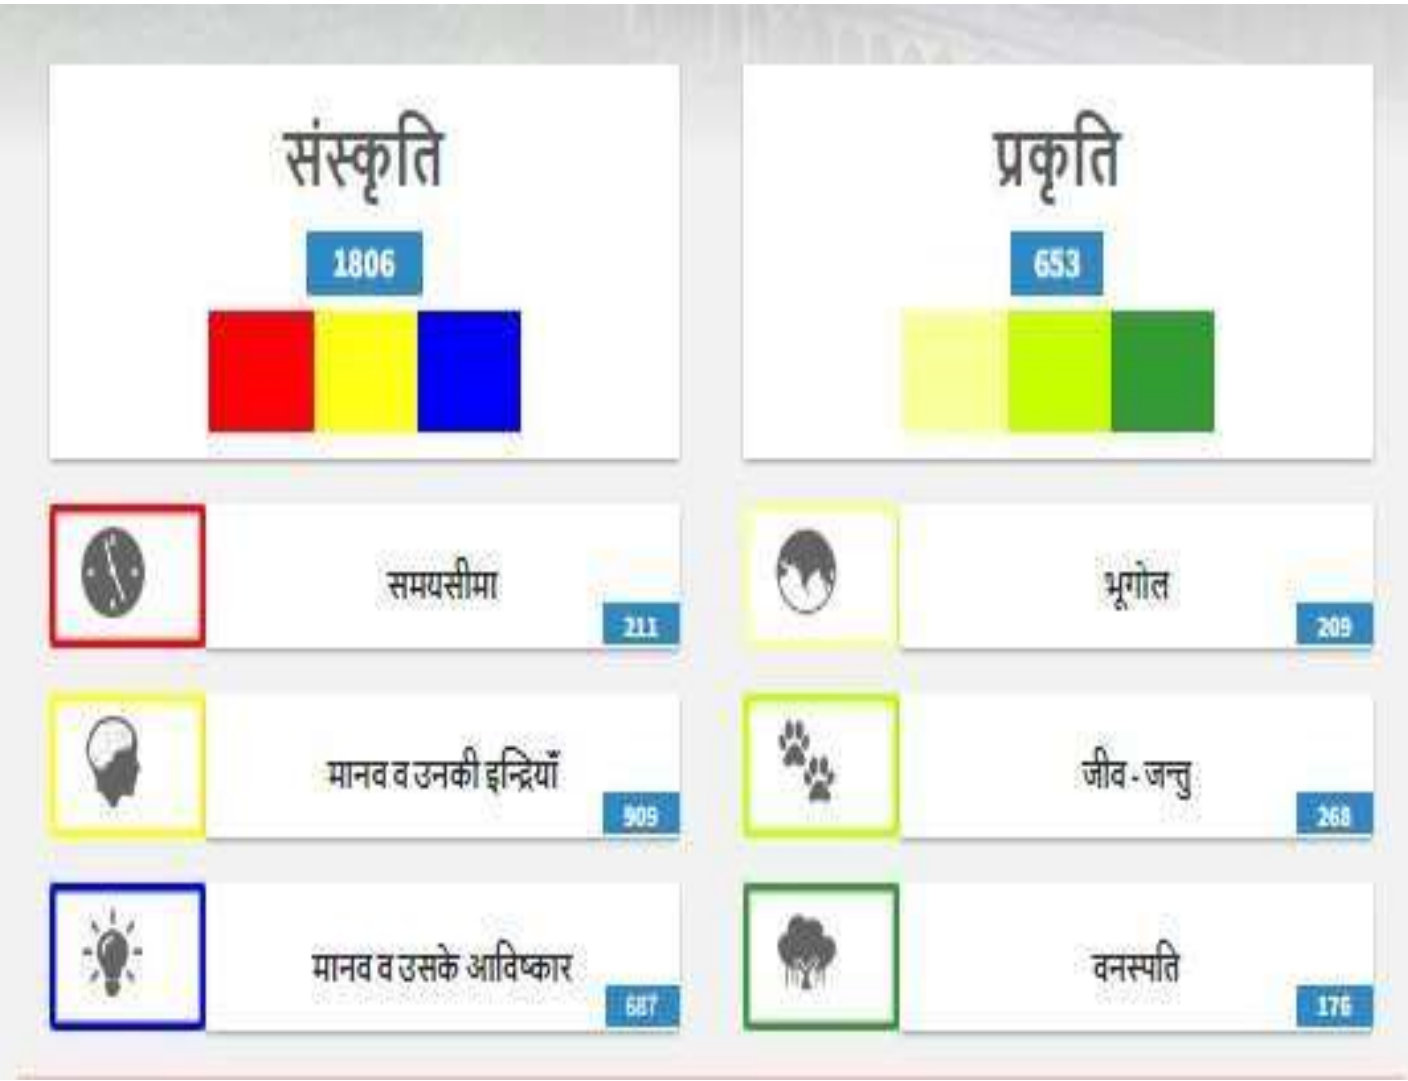 संस्कृति
1806
समयसीमा
211
मानव व उनकी इन्द्रियाँ
909
मानव व उसके आविष्कार
687
प्रकृति
653
भूगोल
209
जीव - जन्तु
268
वनस्पति
176